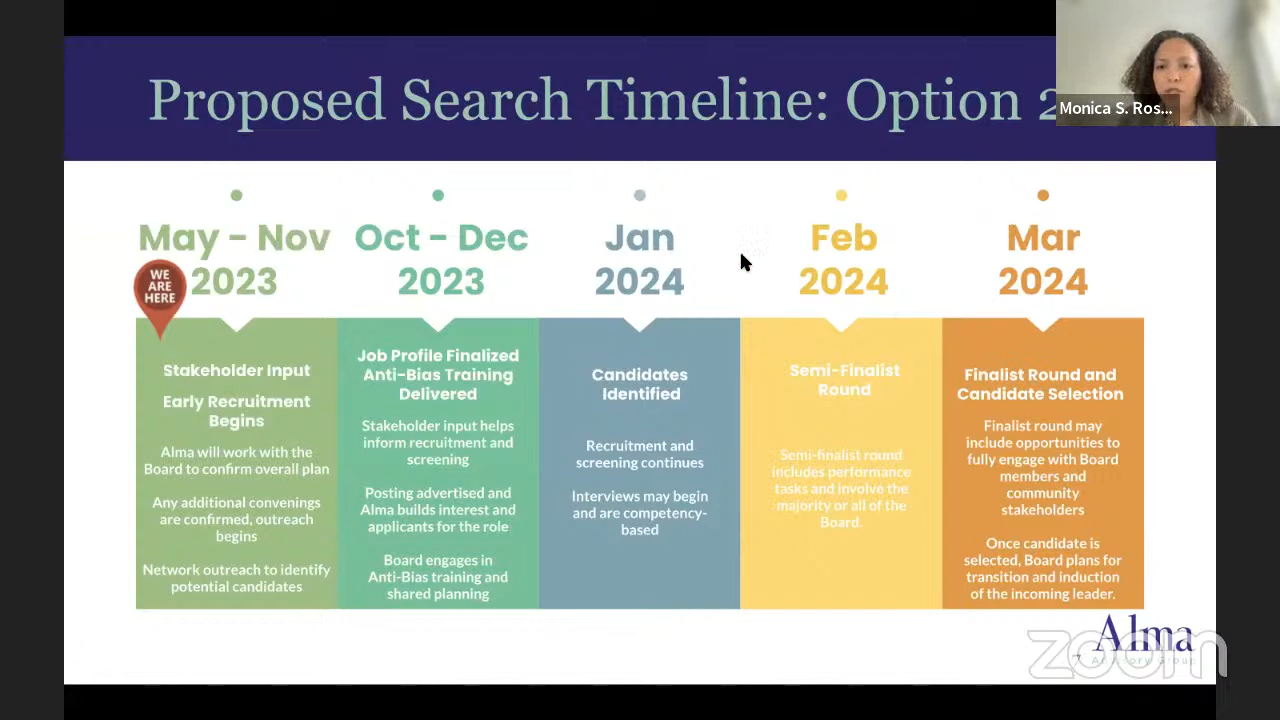 Proposed Search Timeline: Option 2
Monica S. Ros...
May - Nov
2023
WE
ARE
HERE
Stakeholder Input
Early Recruitment
Begins
Alma will work with the
Board to confirm overall plan
Any additional convenings
are confirmed, outreach
begins
Network outreach to identify
potential candidates
Oct - Dec
2023
Job Profile Finalized
Anti-Bias Training
Delivered
Stakeholder input helps
inform recruitment and
screening
Posting advertised and
Alma builds interest and
applicants for the role
Board engages in
Anti-Bias training and
shared planning
Jan
2024
Candidates
Identified
Recruitment and
screening continues
Interviews may begin
and are competency-
based
Feb
2024
Semi-Finalist
Round
Semi-finalist round
includes performance
tasks and involve the
majority or all of the
Board.
Mar
2024
Finalist Round and
Candidate Selection
Finalist round may
include opportunities to
fully engage with Board
members and
community
stakeholders
Once candidate is
selected, Board plans for
transition and induction
of the incoming leader.
7
Alma
Advisory Group
zoom